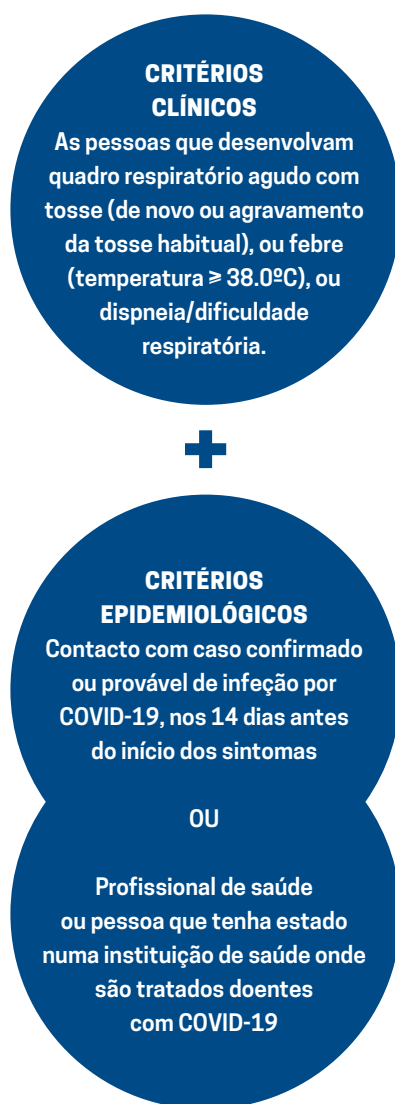 CRITÉRIOS
CLÍNICOS
As pessoas que desenvolvam
quadro respiratório agudo com
tosse (de novo ou agravamento
da tosse habitual), ou febre
(temperatura ≥ 38.0ºC), ou
dispneia/dificuldade
respiratória.
+
CRITÉRIOS
EPIDEMIOLÓGICOS
Contacto com caso confirmado
ou provável de infeção por
COVID-19, nos 14 dias antes
do início dos sintomas
OU
Profissional de saúde
ou pessoa que tenha estado
numa instituição de saúde onde
são tratados doentes
com COVID-19